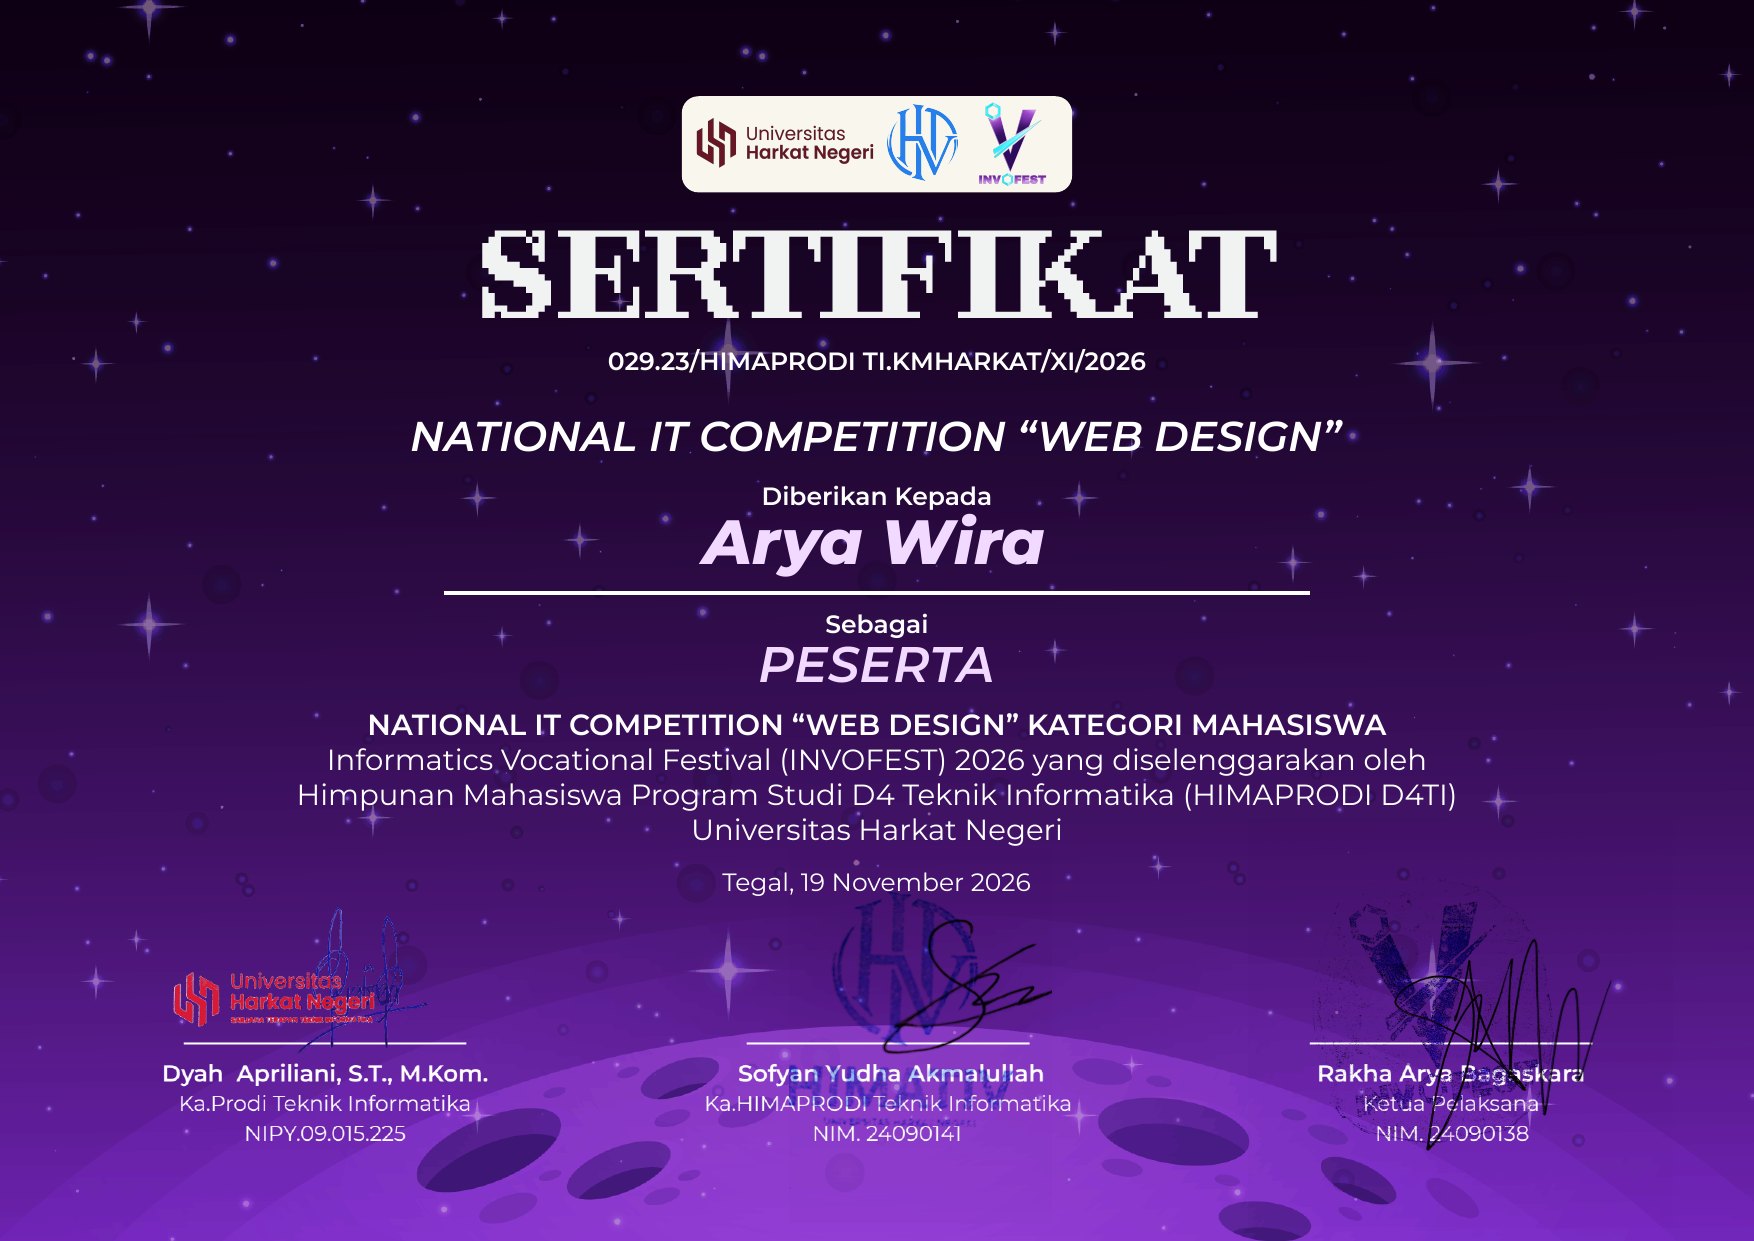 Universitas
Harkat Negeri
INVOFEST
SERTIFIKAT
029.23/HIMAPRODI TI.KMHARKAT/XI/2026
NATIONAL IT COMPETITION “WEB DESIGN”
Diberikan Kepada
Arya Wira
Sebagai
PESERTA
NATIONAL IT COMPETITION “WEB DESIGN” KATEGORI MAHASISWA
Informatics Vocational Festival (INVOFEST) 2026 yang diselenggarakan oleh
Himpunan Mahasiswa Program Studi D4 Teknik Informatika (HIMAPRODI D4TI)
Universitas Harkat Negeri
Tegal, 19 November 2026
Universitas
Harkat Negeri
Dyah Apriliani, S.T., M.Kom.
Ka.Prodi Teknik Informatika
NIPY.09.015.225
Sofyan Yudha Akmalullah
Ka.HIMAPRODI Teknik Informatika
NIM. 24090141
Rakha Arya Bagaskara
Ketua Pelaksana
NIM. 24090138